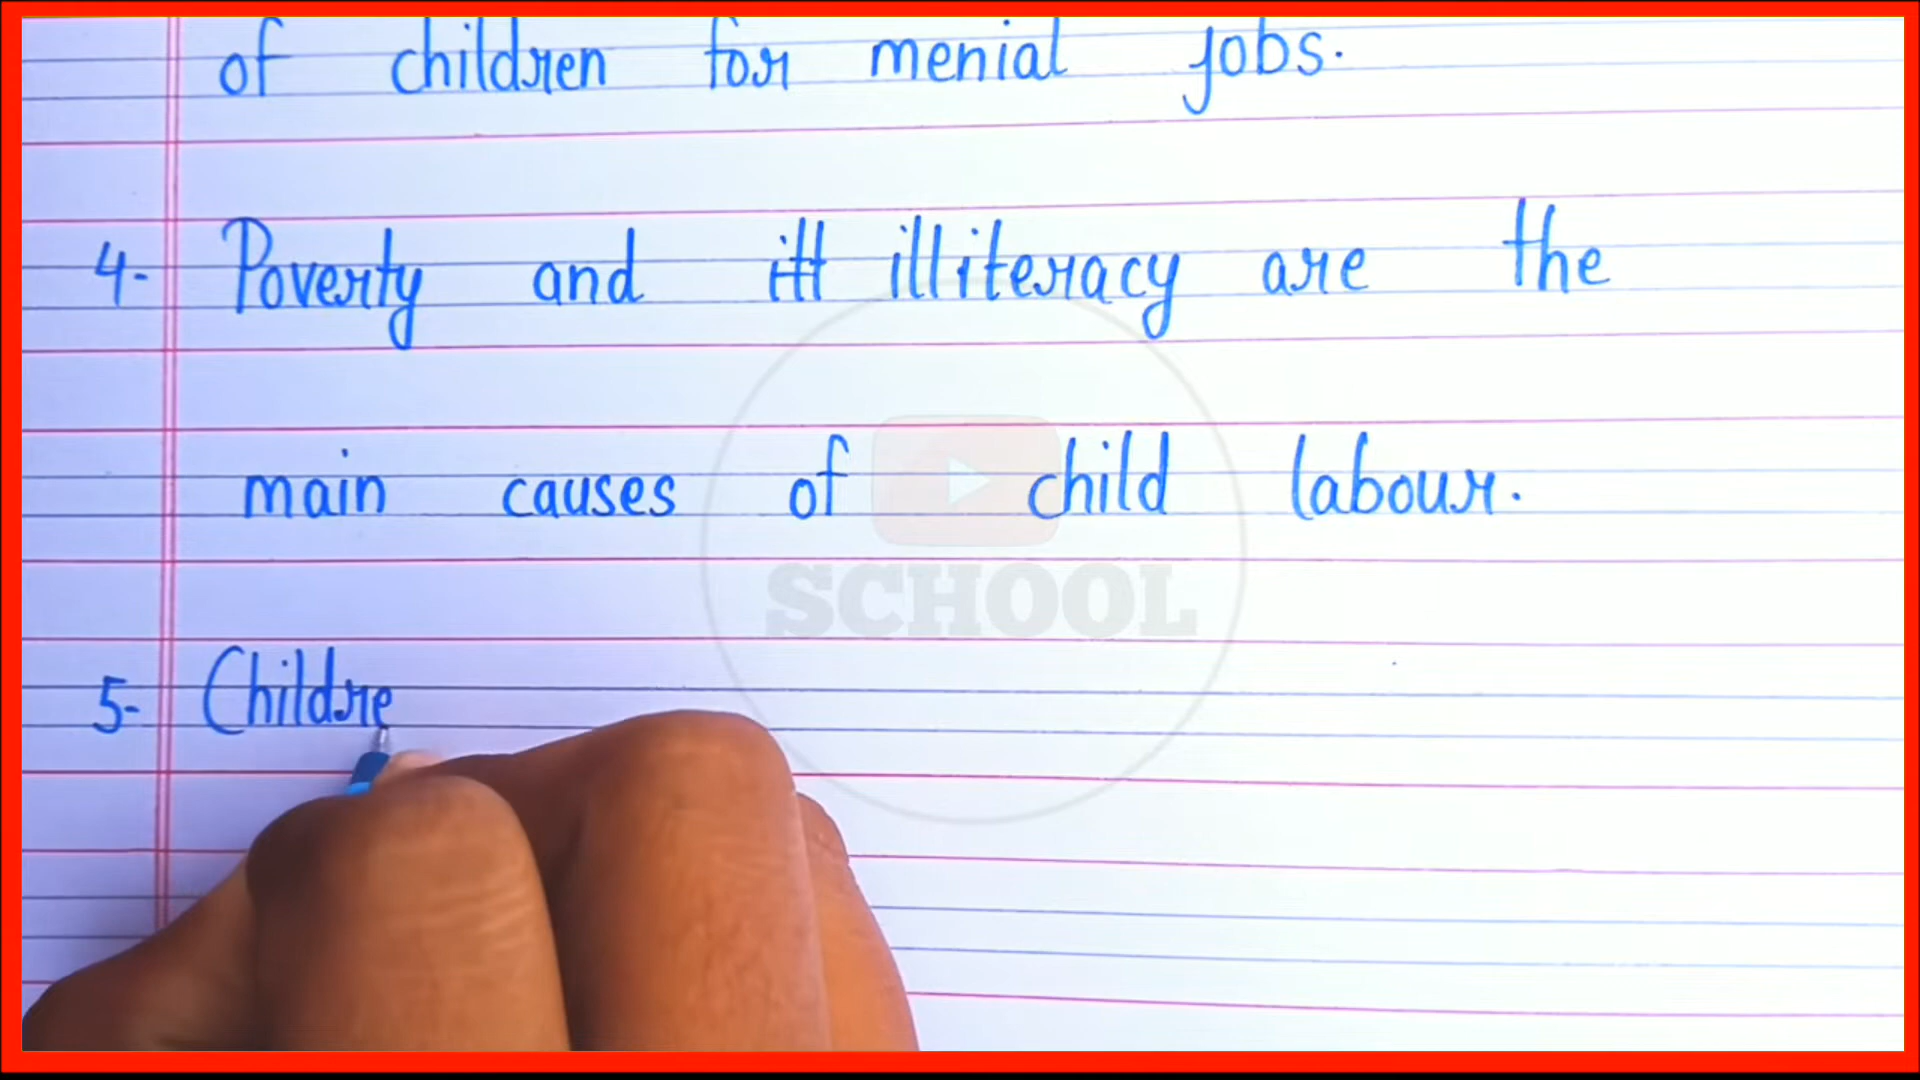 of children for menial jobs.
4- Poverty and itt illiteracy are the
main causes of child labour.
SCHOOL
5- Childre